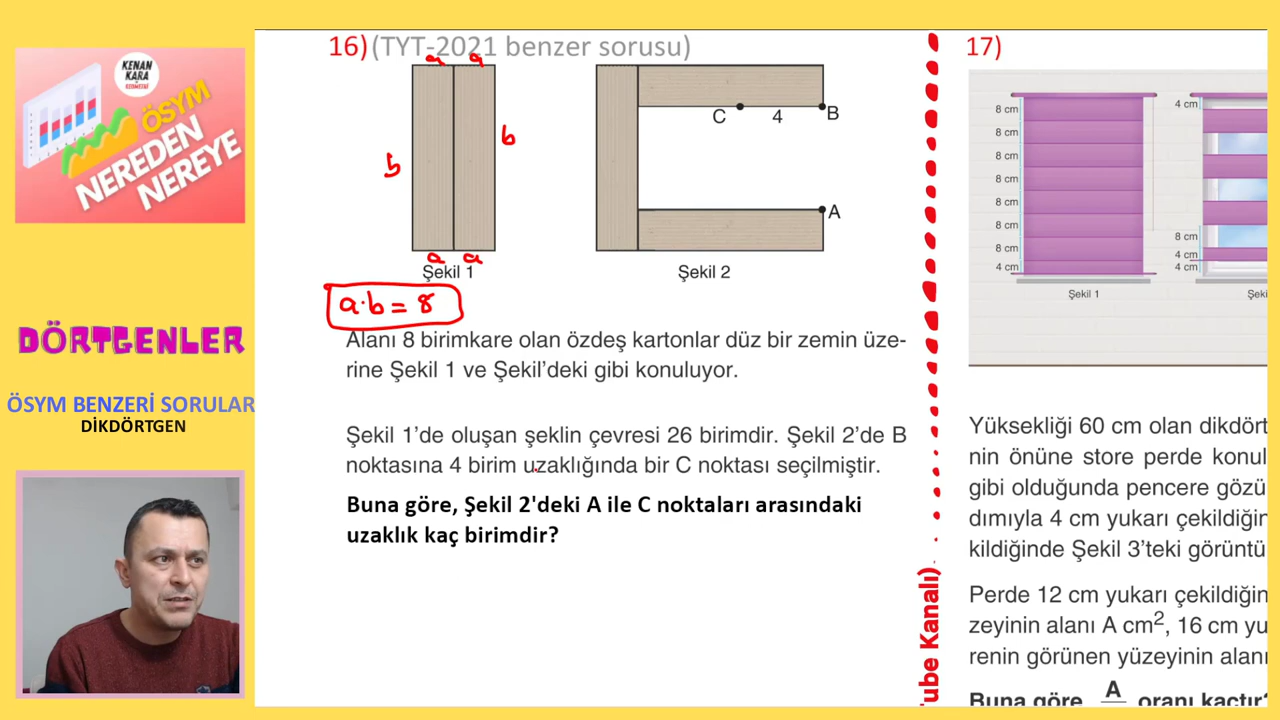 KENAN
KARA
ÖSYM
NEREDEN
NEREYE
DÖRTGENLER
ÖSYM BENZERİ SORULAR
DİKDÖRTGEN
16) (TYT-2021 benzer sorusu)
a a
b
b
a a
Şekil 1
C 4 B
A
Şekil 2
a·b = 8
Alanı 8 birimkare olan özdeş kartonlar düz bir zemin üze-
rine Şekil 1 ve Şekil'deki gibi konuluyor.
Şekil 1'de oluşan şeklin çevresi 26 birimdir. Şekil 2'de B
noktasına 4 birim uzaklığında bir C noktası seçilmiştir.
Buna göre, Şekil 2'deki A ile C noktaları arasındaki
uzaklık kaç birimdir?
ube Kanalı)
17)
8 cm
8 cm
8 cm
8 cm
8 cm
8 cm
8 cm
4 cm
Şekil 1
4 cm
8 cm
4 cm
4 cm
Şeki
Yüksekliği 60 cm olan dikdört
nin önüne store perde konul
gibi olduğunda pencere gözü
dımıyla 4 cm yukarı çekildiğin
kildiğinde Şekil 3'teki görüntü
Perde 12 cm yukarı çekildiğin
zeyinin alanı A cm², 16 cm yu
renin görünen yüzeyinin alanı
Buna göre, A oranı kaçtır?